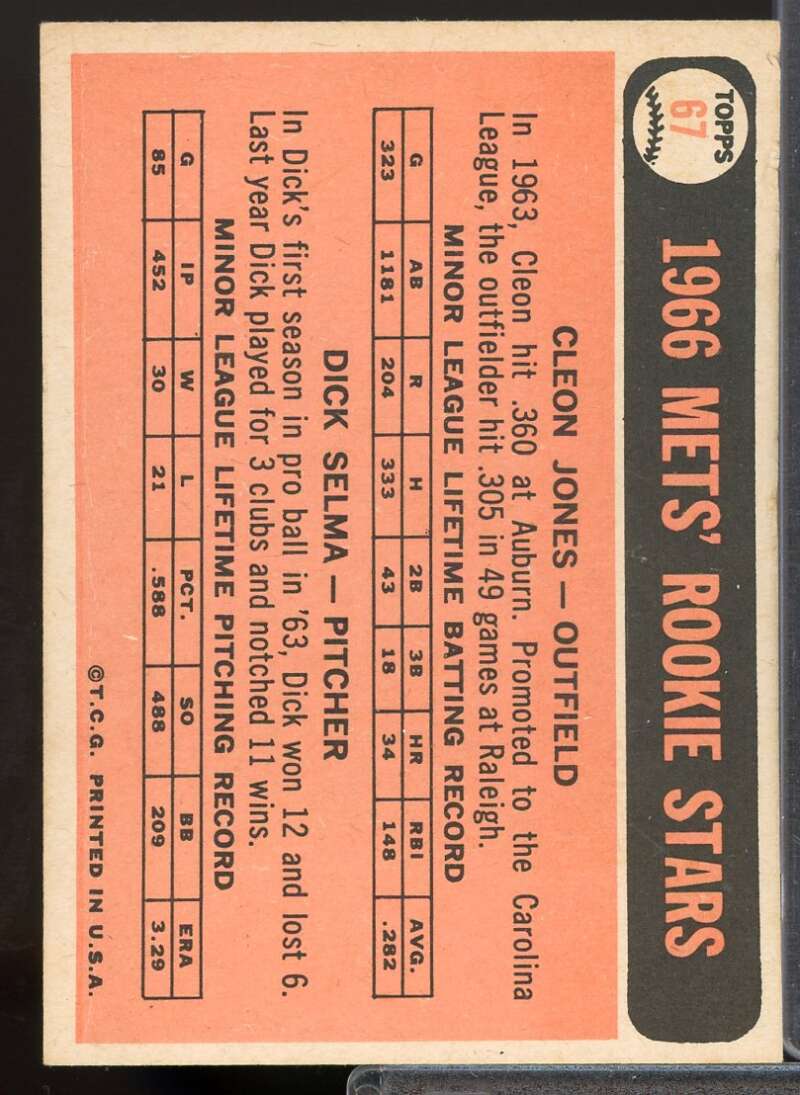 TOPPS
67
1966 METS' ROOKIE STARS
CLEON JONES — OUTFIELD
In 1963, Cleon hit .360 at Auburn. Promoted to the Carolina
League, the outfielder hit .305 in 49 games at Raleigh.
MINOR LEAGUE LIFETIME BATTING RECORD
G AB R H 2B 3B HR RBI AVG.
323 1181 204 333 43 18 34 148 .282
DICK SELMA — PITCHER
In Dick's first season in pro ball in '63, Dick won 12 and lost 6.
Last year Dick played for 3 clubs and notched 11 wins.
MINOR LEAGUE LIFETIME PITCHING RECORD
G IP W L PCT. SO BB ERA
85 452 30 21 .588 488 209 3.29
©T.C.G. PRINTED IN U.S.A.